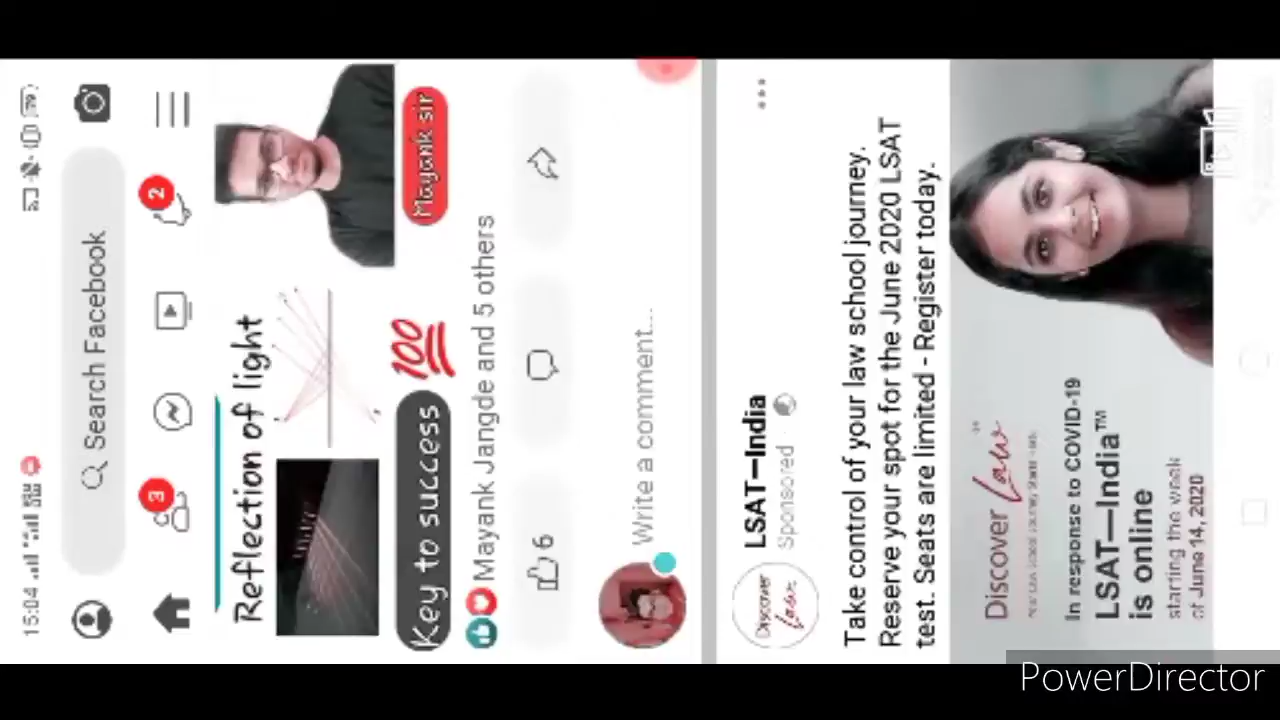 15:04
Search Facebook
3
2
Reflection of light
Key to success 💯
Mayank sir
Mayank Jangde and 5 others
6
Write a comment...
LSAT—India
Sponsored
Discover
Law
Take control of your law school journey.
Reserve your spot for the June 2020 LSAT
test. Seats are limited - Register today.
Discover Law
In response to COVID-19
LSAT—India™
is online
starting the week
of June 14, 2020
PowerDirector